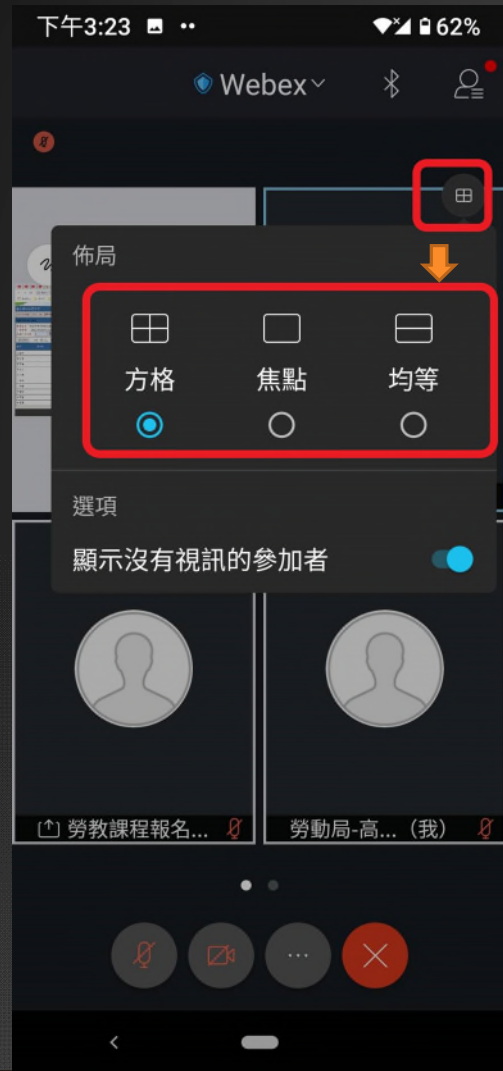 下午3:23 62%
Webex
佈局
方格 焦點 均等
選項
顯示沒有視訊的參加者
勞教課程報名... 勞動局-高... (我)